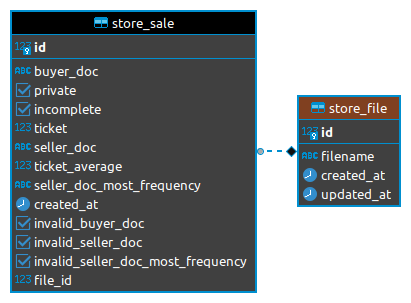 store_sale
123 id
ABC buyer_doc
private
incomplete
123 ticket
ABC seller_doc
123 ticket_average
ABC seller_doc_most_frequency
created_at
invalid_buyer_doc
invalid_seller_doc
invalid_seller_doc_most_frequency
123 file_id
store_file
123 id
ABC filename
created_at
updated_at